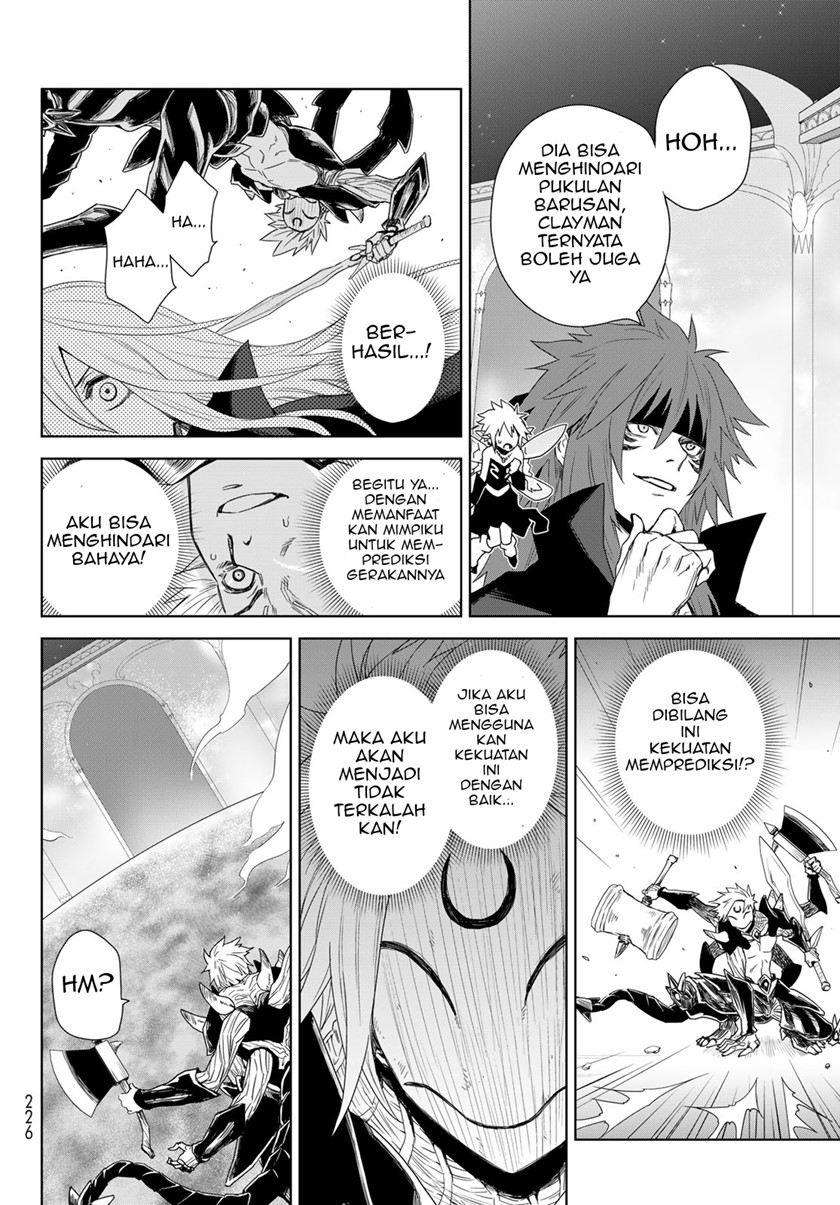 HOH...
DIA BISA
MENGHINDARI
PUKULAN
BARUSAN,
CLAYMAN
TERNYATA
BOLEH JUGA
YA
HA...
HAHA...
BER-
HASIL...!
BEGITU YA...
DENGAN
MEMANFAAT
KAN MIMPIKU
UNTUK MEM-
PREDIKSI
GERAKANNYA
AKU BISA
MENGHINDARI
BAHAYA!
BISA
DIBILANG
INI
KEKUATAN
MEMPREDIKSI!?
JIKA AKU
BISA
MENGGUNA
KAN
KEKUATAN
INI
DENGAN
BAIK...
MAKA AKU
AKAN
MENJADI
TIDAK
TERKALAH
KAN!
HM?
226